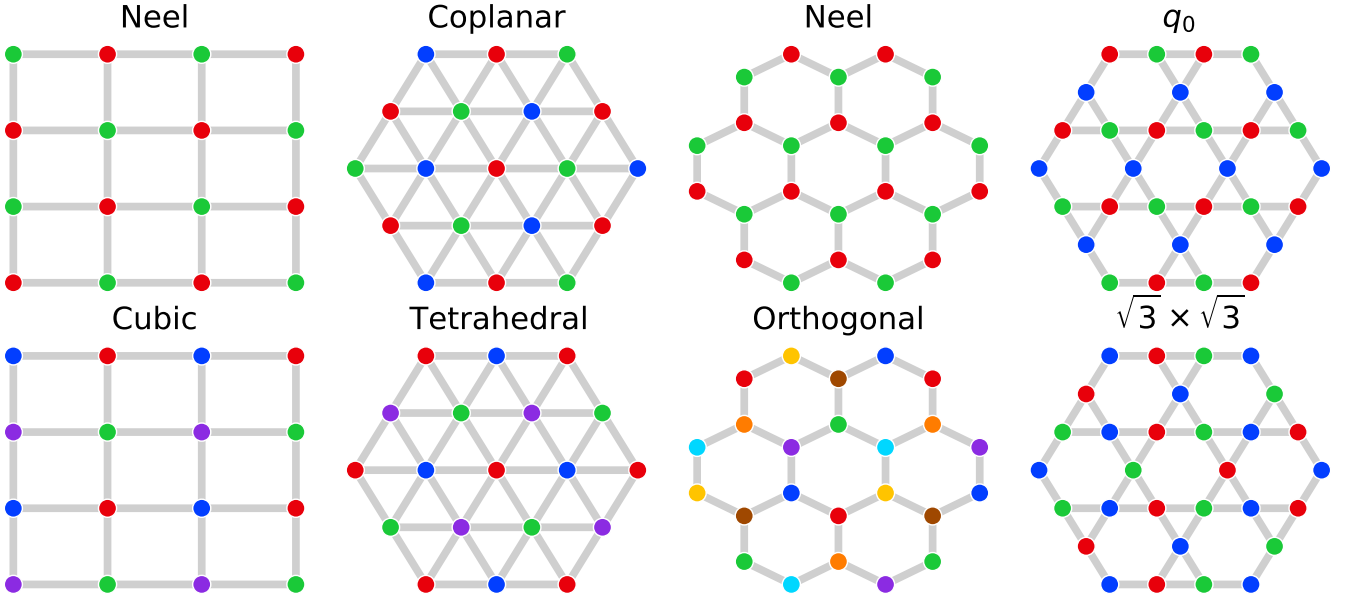 Neel
Coplanar
Neel
q₀
Cubic
Tetrahedral
Orthogonal
√3 × √3